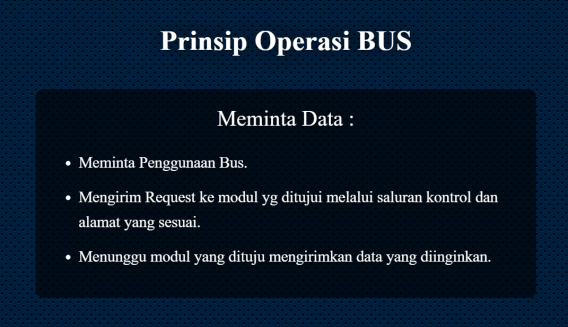 Prinsip Operasi BUS
Meminta Data :
• Meminta Penggunaan Bus.
• Mengirim Request ke modul yg ditujui melalui saluran kontrol dan
alamat yang sesuai.
• Menunggu modul yang dituju mengirimkan data yang diinginkan.